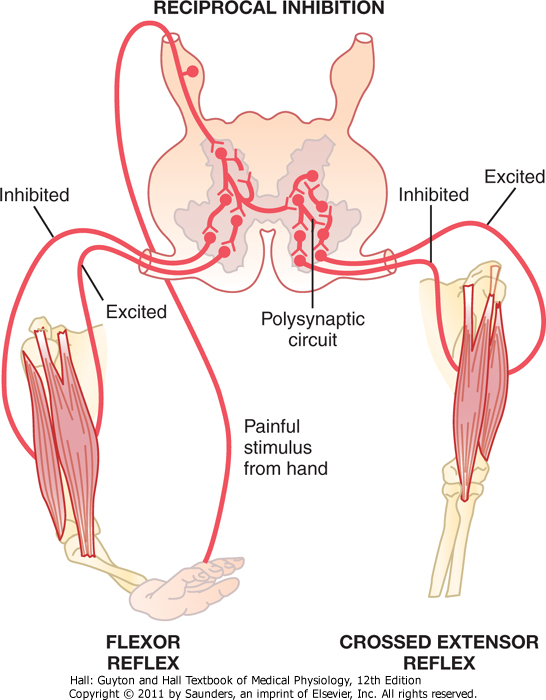 RECIPROCAL INHIBITION
Inhibited
Excited
Inhibited
Excited
Polysynaptic
circuit
Painful
stimulus
from hand
FLEXOR
REFLEX
CROSSED EXTENSOR
REFLEX
Hall: Guyton and Hall Textbook of Medical Physiology, 12th Edition
Copyright © 2011 by Saunders, an imprint of Elsevier, Inc. All rights reserved.